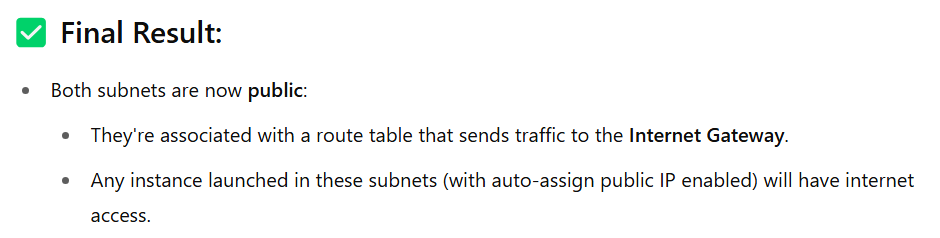 Final Result:
Both subnets are now public:
They're associated with a route table that sends traffic to the Internet Gateway.
Any instance launched in these subnets (with auto-assign public IP enabled) will have internet
access.